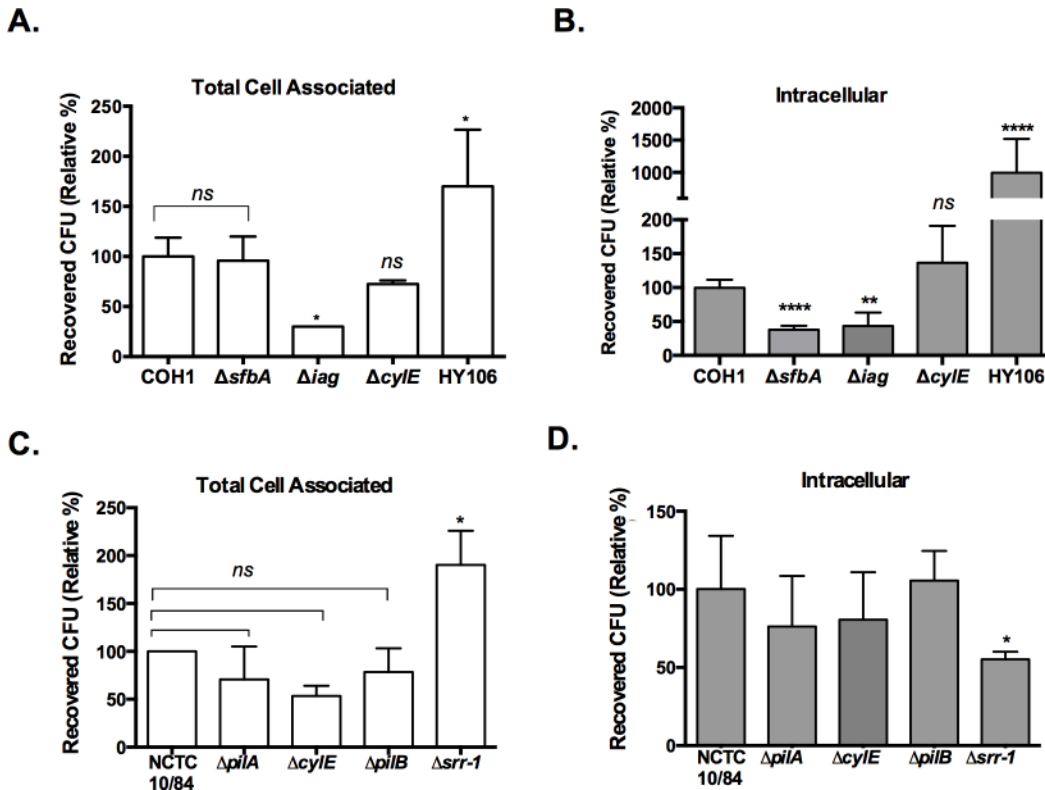 A.
Total Cell Associated
Recovered CFU (Relative %)
250
200
150
100
50
0
ns
*
ns
*
COH1 ΔsfbA Δiag ΔcylE HY106
B.
Intracellular
Recovered CFU (Relative %)
2000
1500
1000
200
150
100
50
0
****
**
ns
****
COH1 ΔsfbA Δiag ΔcylE HY106
C.
Total Cell Associated
Recovered CFU (Relative %)
250
200
150
100
50
0
ns
*
NCTC ΔpilA ΔcylE ΔpilB Δsrr-1
10/84
D.
Intracellular
Recovered CFU (Relative %)
150
100
50
0
*
NCTC ΔpilA ΔcylE ΔpilB Δsrr-1
10/84